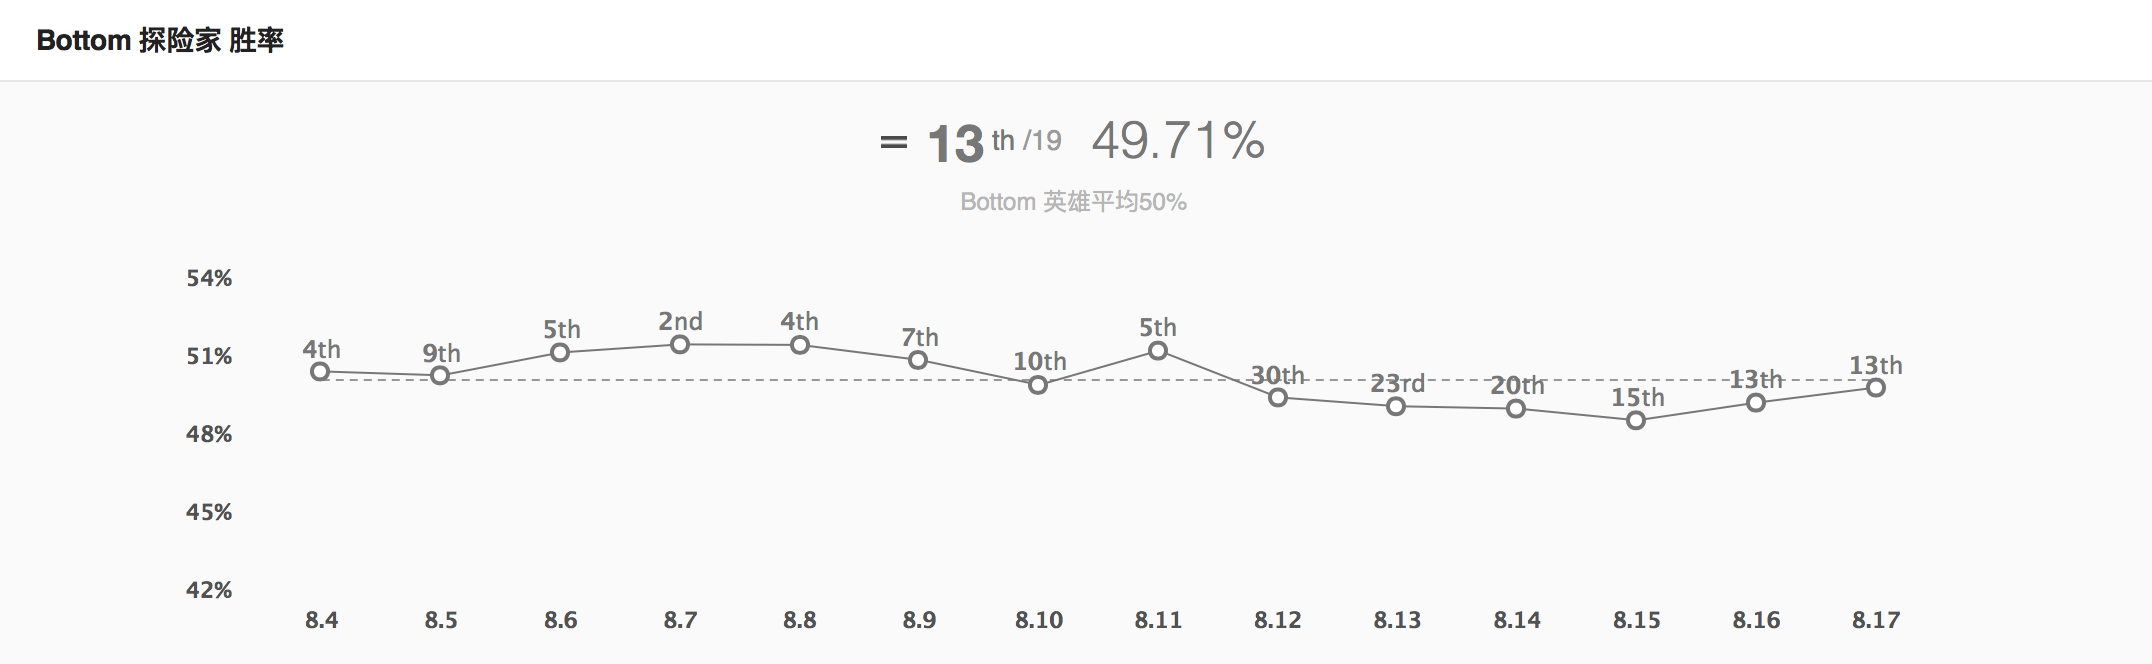 Bottom 探险家 胜率
= 13 th /19 49.71%
Bottom 英雄平均50%
54%
51%
48%
45%
42%
4th 9th 5th 2nd 4th 7th 10th 5th 30th 23rd 20th 15th 13th 13th
8.4 8.5 8.6 8.7 8.8 8.9 8.10 8.11 8.12 8.13 8.14 8.15 8.16 8.17